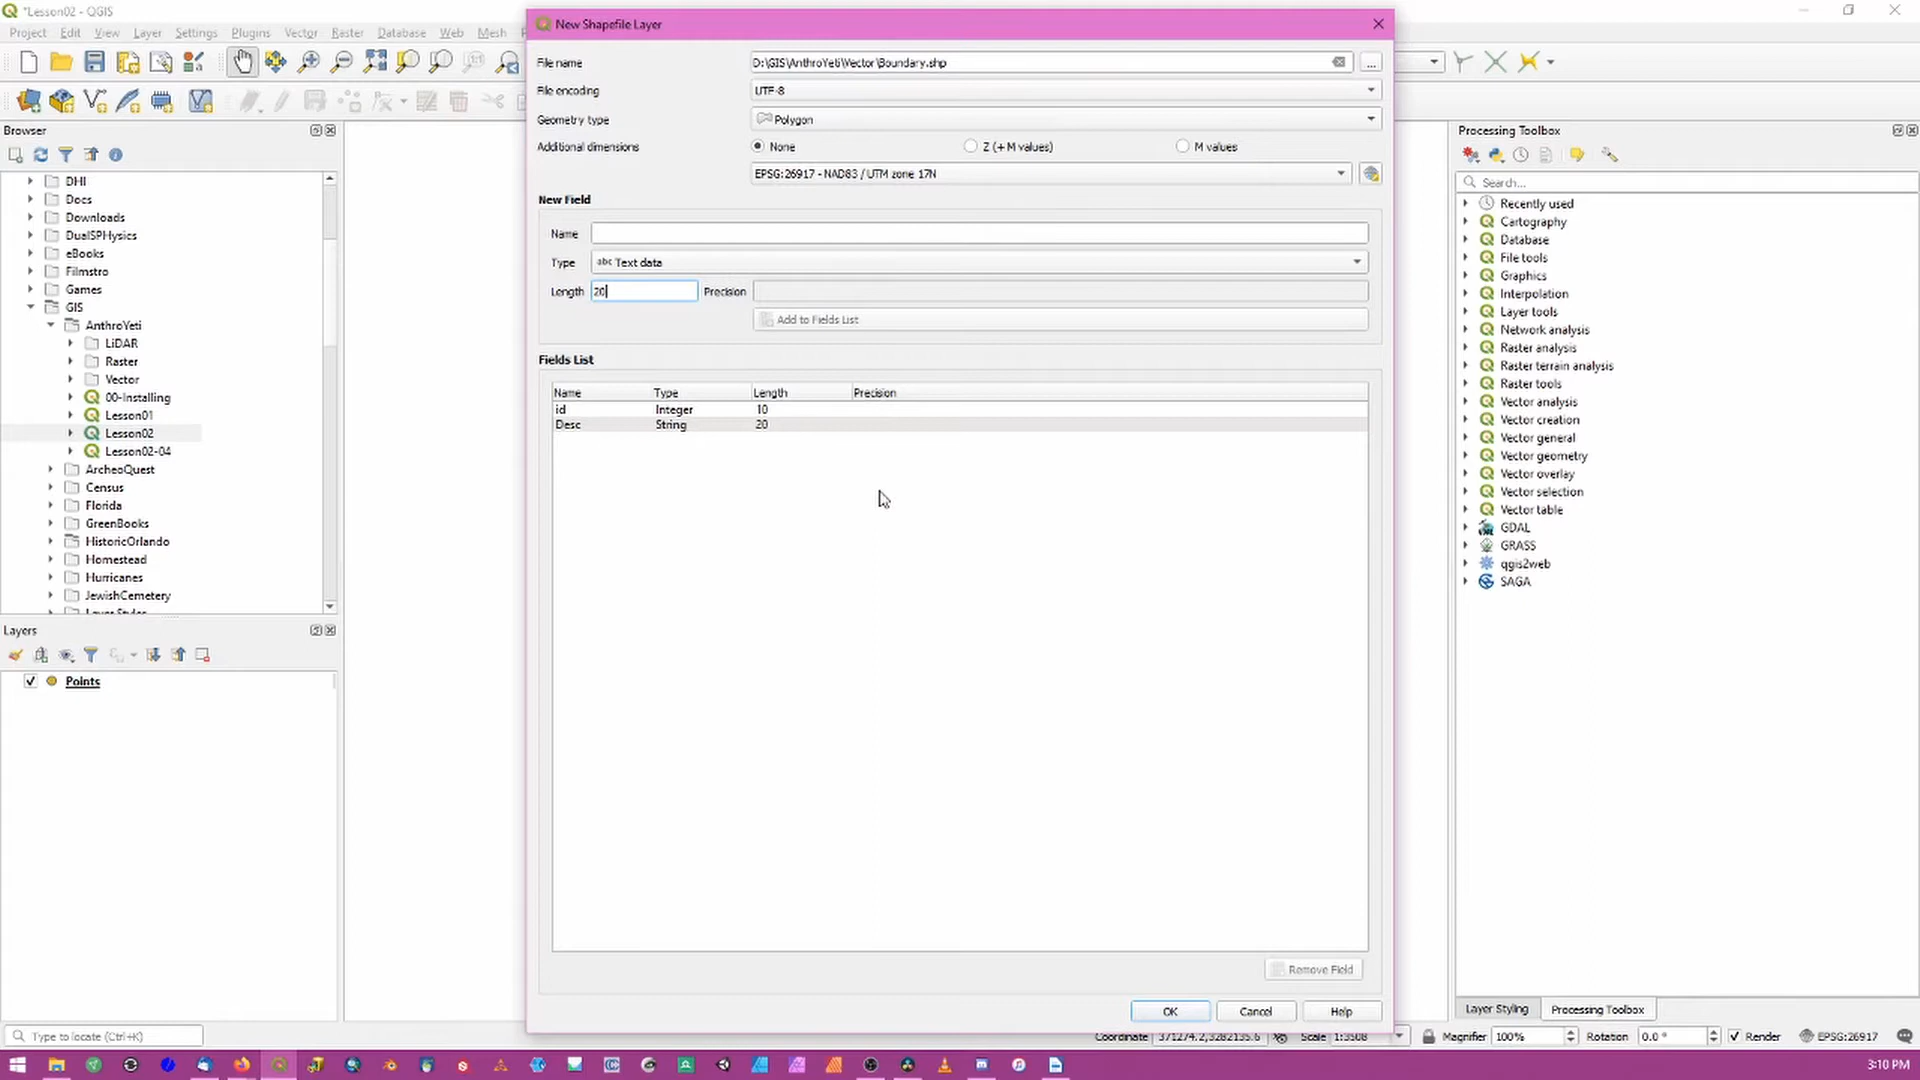 *Lesson02 - QGIS
Project Edit View Layer Settings Plugins Vector Raster Database Web Mesh
Browser
DHI
Docs
Downloads
DualSPHysics
eBooks
Filmstro
Games
GIS
AnthroYeti
LiDAR
Raster
Vector
00-Installing
Lesson01
Lesson02
Lesson02-04
ArcheoQuest
Census
Florida
GreenBooks
HistoricOrlando
Homestead
Hurricanes
JewishCemetery
Layer Styles
Layers
Points
Type to locate (Ctrl+K)
New Shapefile Layer
File name D:\GIS\AnthroYeti\Vector\Boundary.shp ...
File encoding UTF-8
Geometry type Polygon
Additional dimensions None Z (+ M values) M values
EPSG:26917 - NAD83 / UTM zone 17N
New Field
Name
Type abc Text data
Length 20 Precision
Add to Fields List
Fields List
Name Type Length Precision
id Integer 10
Desc String 20
Remove Field
OK Cancel Help
Processing Toolbox
Search...
Recently used
Cartography
Database
File tools
Graphics
Interpolation
Layer tools
Network analysis
Raster analysis
Raster terrain analysis
Raster tools
Vector analysis
Vector creation
Vector general
Vector geometry
Vector overlay
Vector selection
Vector table
GDAL
GRASS
qgis2web
SAGA
Layer Styling Processing Toolbox
Coordinate 371274.2,3282135.6 Scale 1:3508 Magnifier 100% Rotation 0.0 ° Render EPSG:26917
3:10 PM